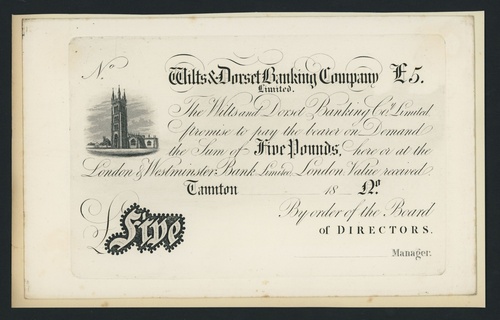 No.
Wilts & Dorset Banking Company £5.
Limited.
The Wilts and Dorset Banking Coy. Limited
promise to pay the bearer on Demand
the Sum of Five Pounds, here or at the
London & Westminster Bank Limited London Value received
Taunton 18 No
By order of the Board
of DIRECTORS.
£ Five
Manager.